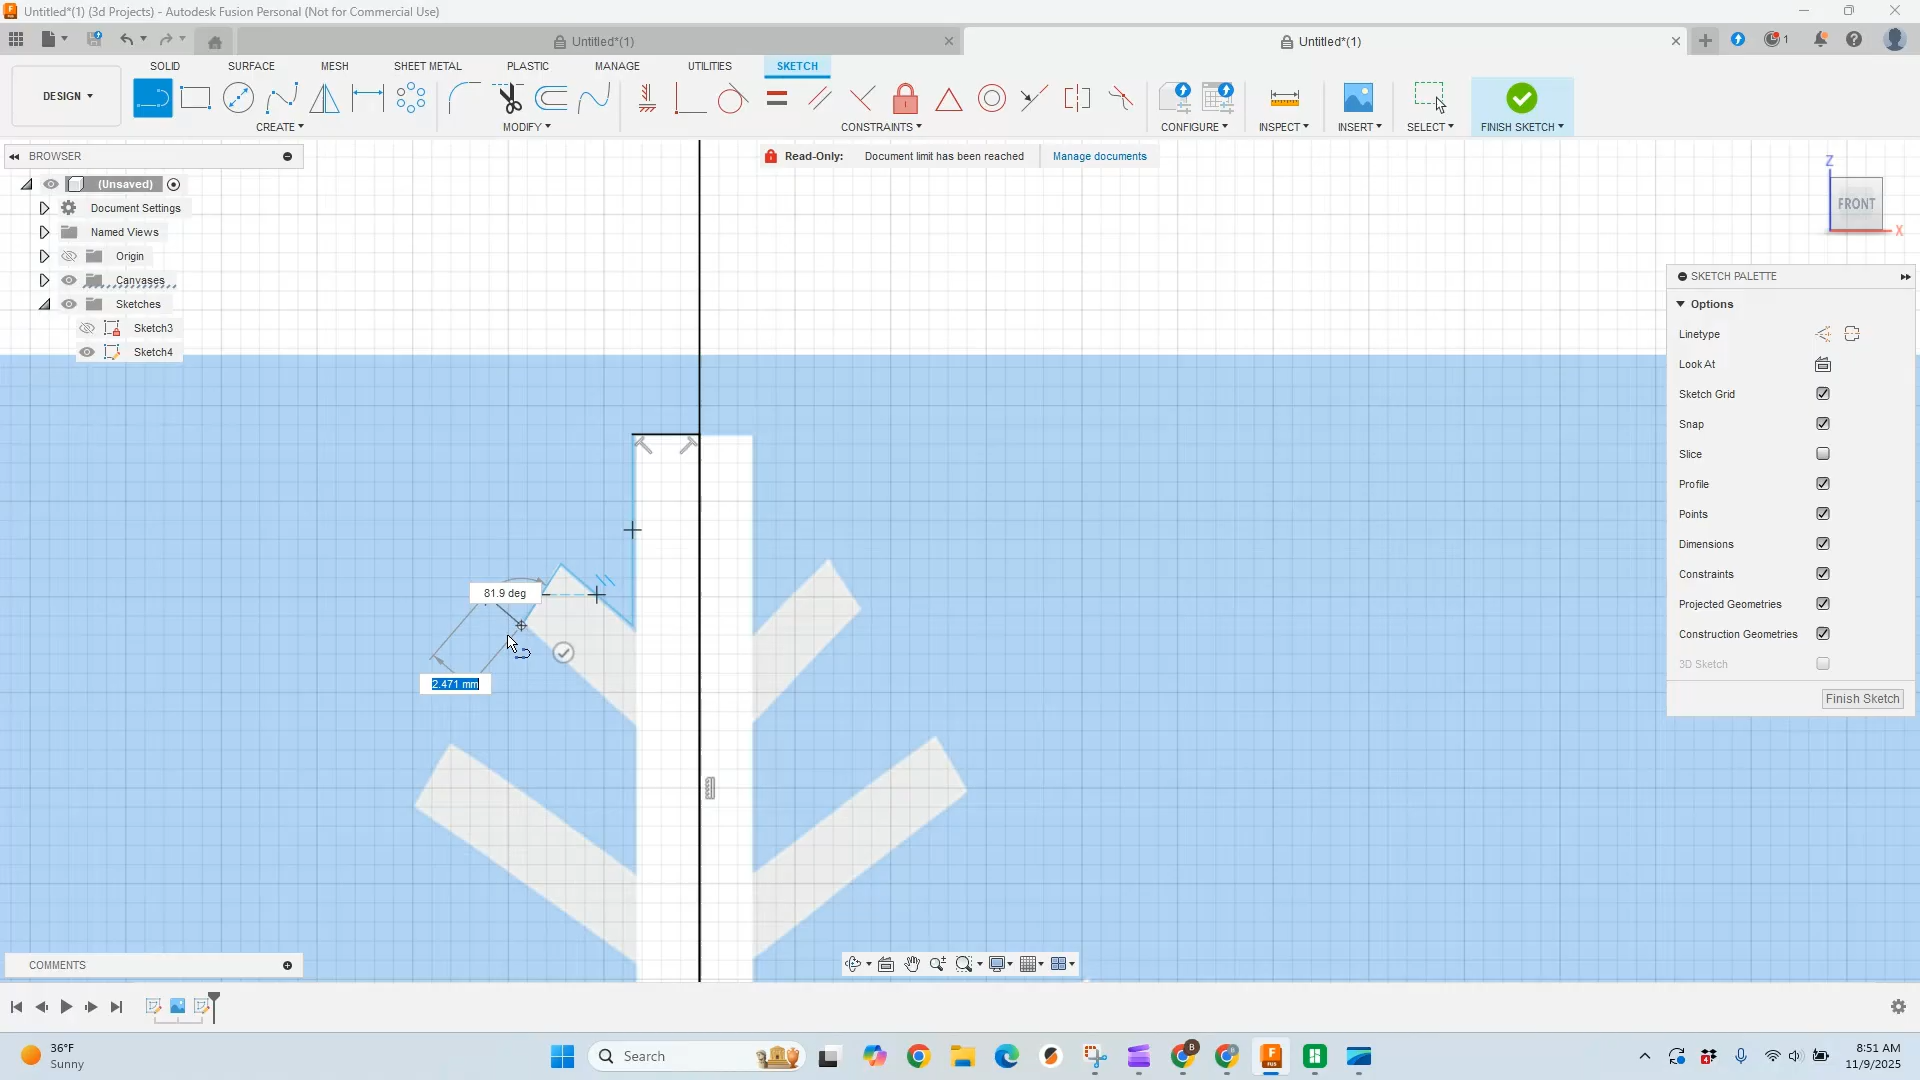 Untitled*(1) (3d Projects) - Autodesk Fusion Personal (Not for Commercial Use)
Untitled*(1)
Untitled*(1)
1
SOLID
SURFACE
MESH
SHEET METAL
PLASTIC
MANAGE
UTILITIES
SKETCH
DESIGN
CREATE
MODIFY
CONSTRAINTS
CONFIGURE
INSPECT
INSERT
SELECT
FINISH SKETCH
BROWSER
Read-Only:
Document limit has been reached
Manage documents
(Unsaved)
Document Settings
Named Views
Origin
Canvases
Sketches
Sketch3
Sketch4
Z
FRONT
X
SKETCH PALETTE
Options
Linetype
Look At
Sketch Grid
Snap
Slice
Profile
Points
Dimensions
Constraints
Projected Geometries
Construction Geometries
3D Sketch
Finish Sketch
81.9 deg
2.471 mm
COMMENTS
36°F
Sunny
Search
8:51 AM
11/9/2025